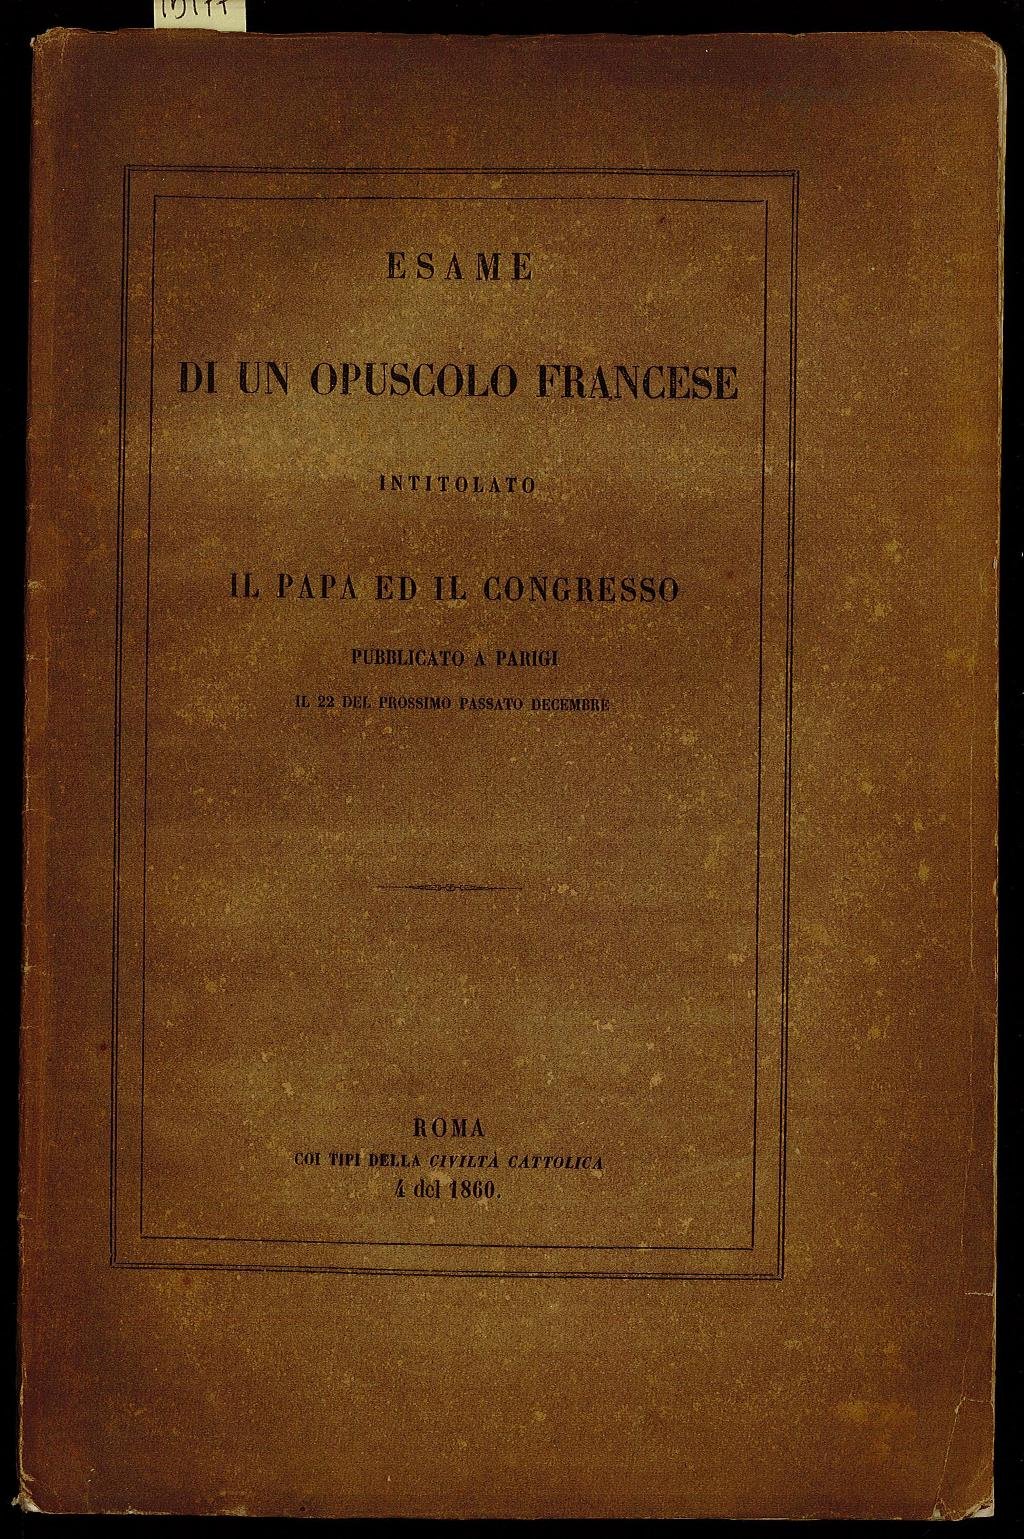 ESAME
DI UN OPUSCOLO FRANCESE
INTITOLATO
IL PAPA ED IL CONGRESSO
PUBBLICATO A PARIGI
IL 22 DEL PROSSIMO PASSATO DECEMBRE
ROMA
COI TIPI DELLA CIVILTÀ CATTOLICA
4 del 1860.